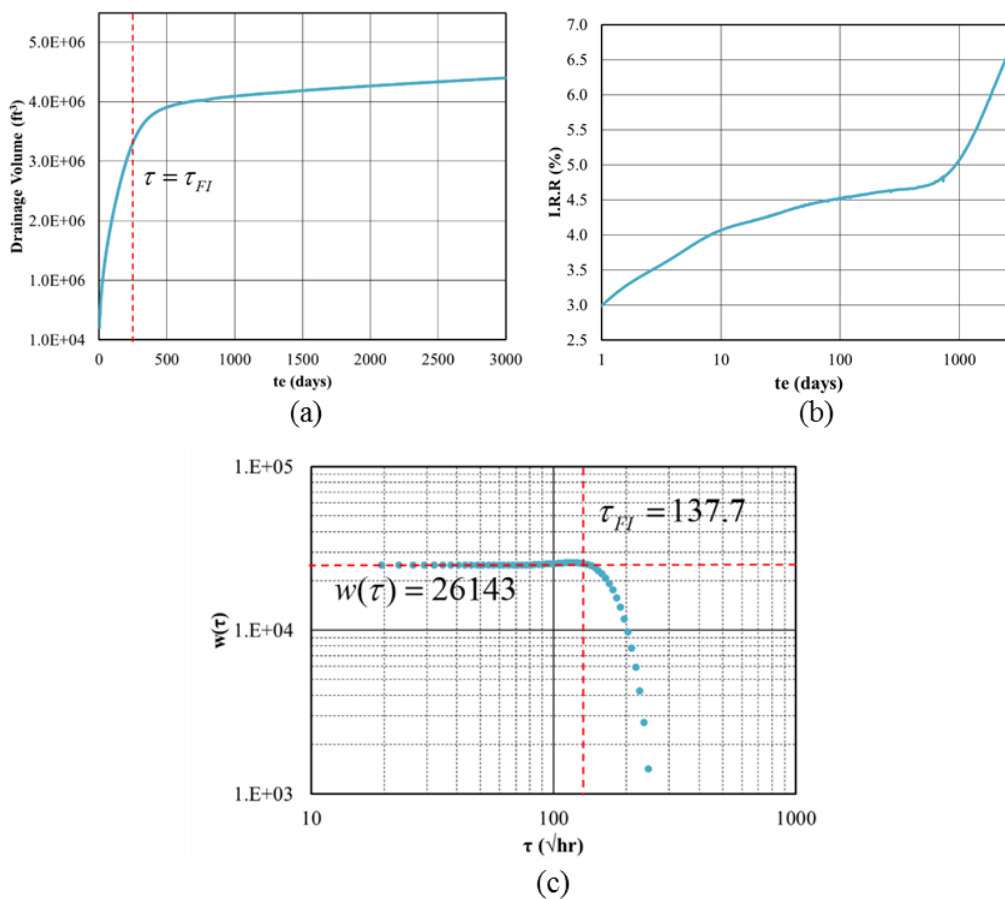 5.0E+06
4.0E+06
3.0E+06
2.0E+06
1.0E+06
1.0E+04
Drainage Volume (ft³)
τ = τFI
0 500 1000 1500 2000 2500 3000
te (days)
(a)
7.0
6.5
6.0
5.5
5.0
4.5
4.0
3.5
3.0
2.5
I.R.R (%)
1 10 100 1000
te (days)
(b)
1.E+05
1.E+04
1.E+03
w(τ)
τFI = 137.7
w(τ) = 26143
10 100 1000
τ (√hr)
(c)